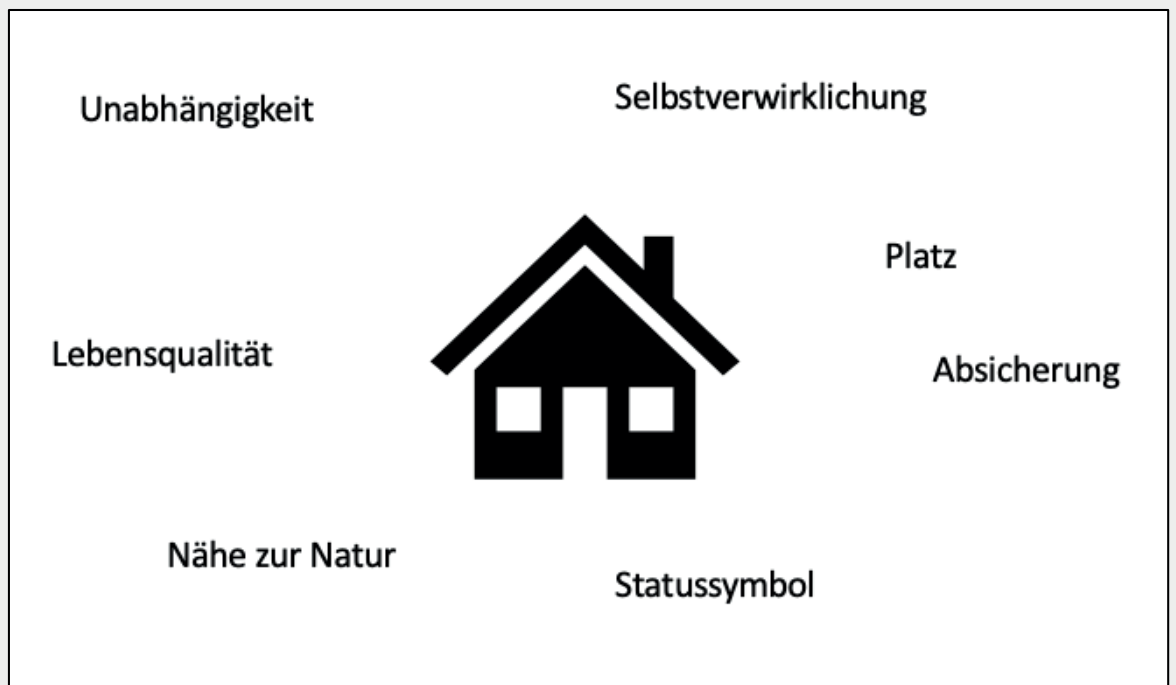 Unabhängigkeit
Selbstverwirklichung
Platz
Lebensqualität
Absicherung
Nähe zur Natur
Statussymbol